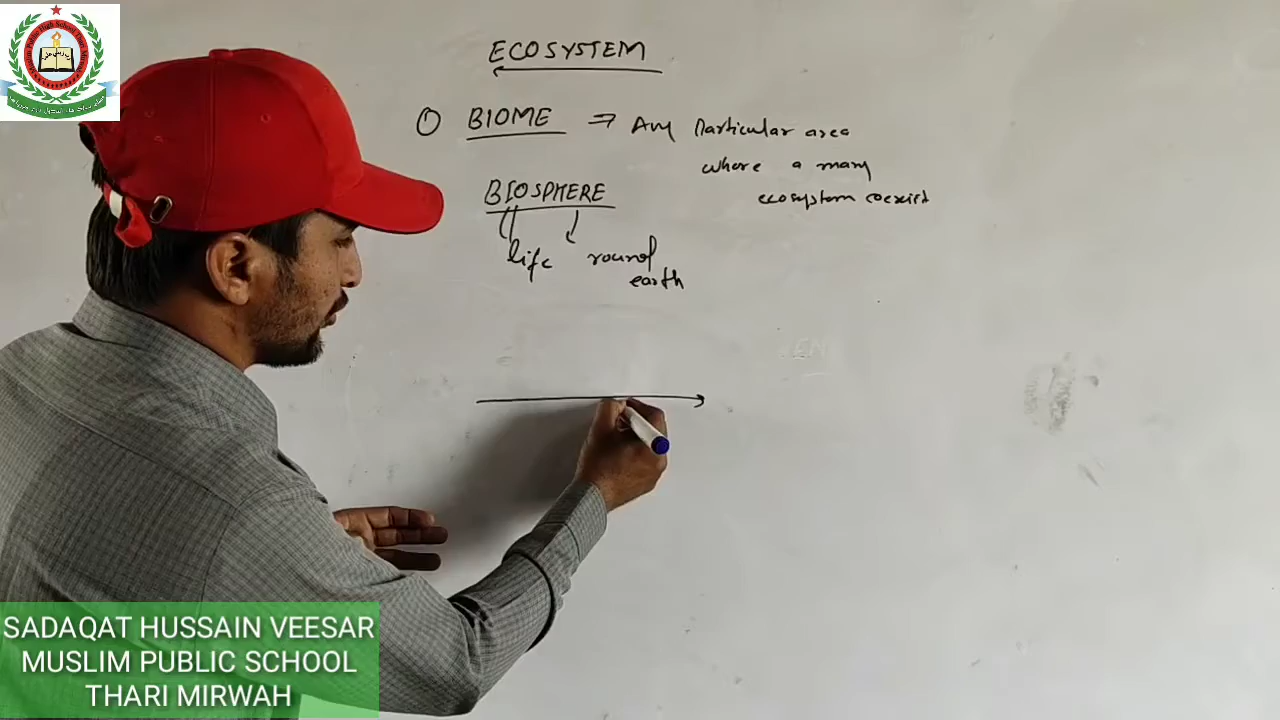 ECOSYSTEM
BIOME ⇒ Any Particular area
where a many
ecosystem coexist
BIOSPHERE
life round
earth
SADAQAT HUSSAIN VEESAR
MUSLIM PUBLIC SCHOOL
THARI MIRWAH